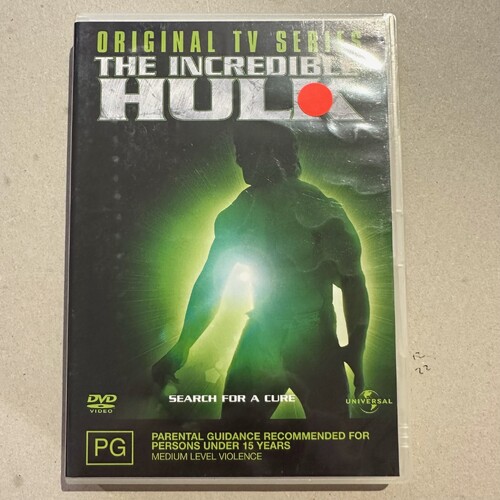 ORIGINAL TV SERIES
THE INCREDIBLE
HULK
SEARCH FOR A CURE
DVD
VIDEO
UNIVERSAL
PG
PARENTAL GUIDANCE RECOMMENDED FOR
PERSONS UNDER 15 YEARS
MEDIUM LEVEL VIOLENCE
22